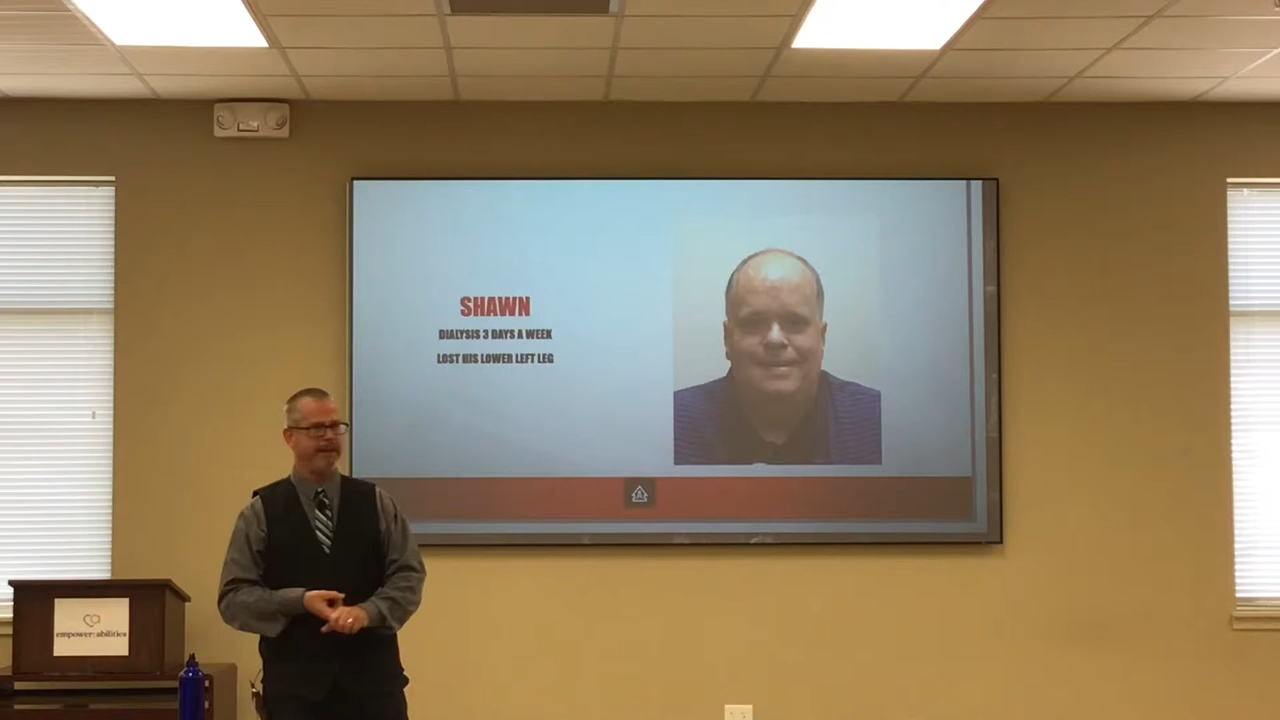 SHAWN
DIALYSIS 3 DAYS A WEEK
LOST HIS LOWER LEFT LEG
empower:abilities